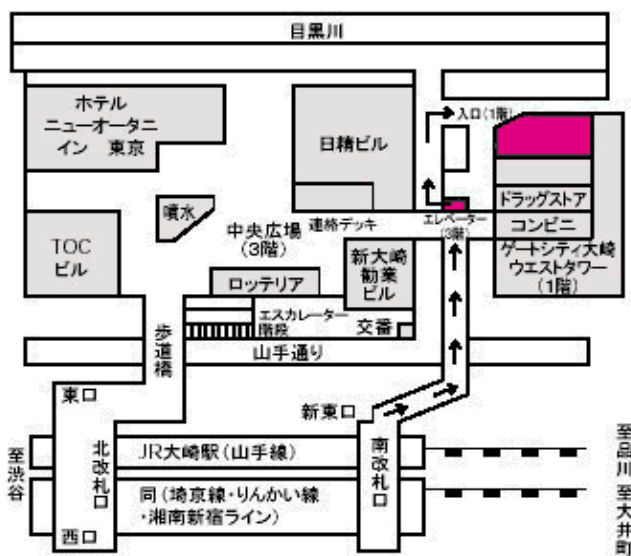 目黒川
ホテル
ニューオータニ
イン 東京
日精ビル
入口(1階)
ドラッグストア
コンビニ
ゲートシティ大崎
ウエストタワー
(1階)
エレベーター
(3階)
連絡デッキ
噴水
中央広場
(3階)
TOC
ビル
新大崎
勧業
ビル
ロッテリア
エスカレーター
階段
交番
歩道橋
山手通り
東口
新東口
至渋谷
北改札口
JR大崎駅(山手線)
南改札口
同(埼京線・りんかい線
・湘南新宿ライン)
西口
至品川
至大井町